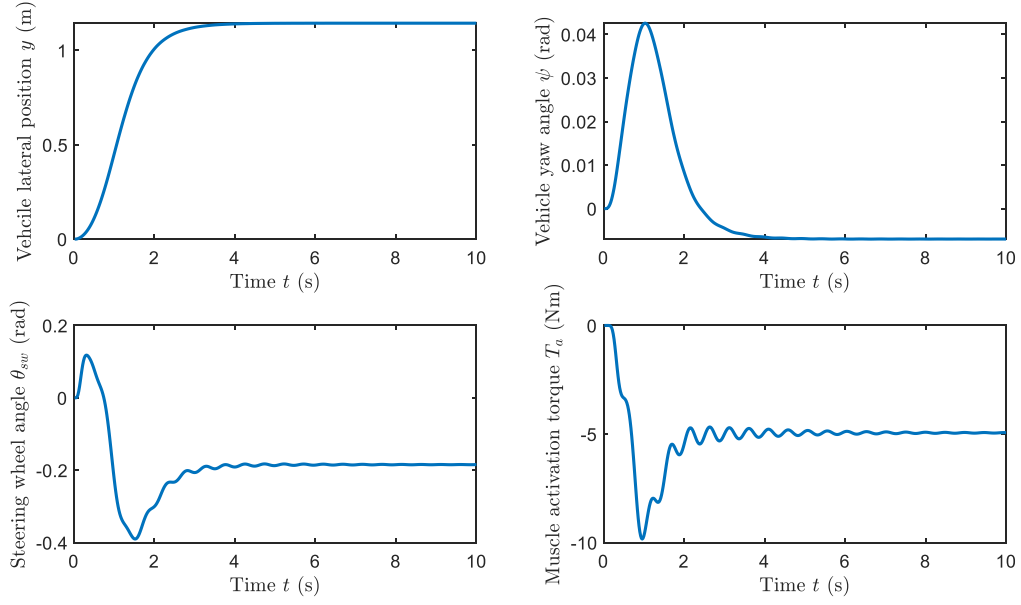 Vehcile lateral position y (m)
1
0.5
0
0 2 4 6 8 10
Time t (s)
Vehicle yaw angle ψ (rad)
0.04
0.03
0.02
0.01
0
0 2 4 6 8 10
Time t (s)
Steering wheel angle θ_sw (rad)
0.2
0
-0.2
-0.4
0 2 4 6 8 10
Time t (s)
Muscle activation torque T_a (Nm)
0
-5
-10
0 2 4 6 8 10
Time t (s)